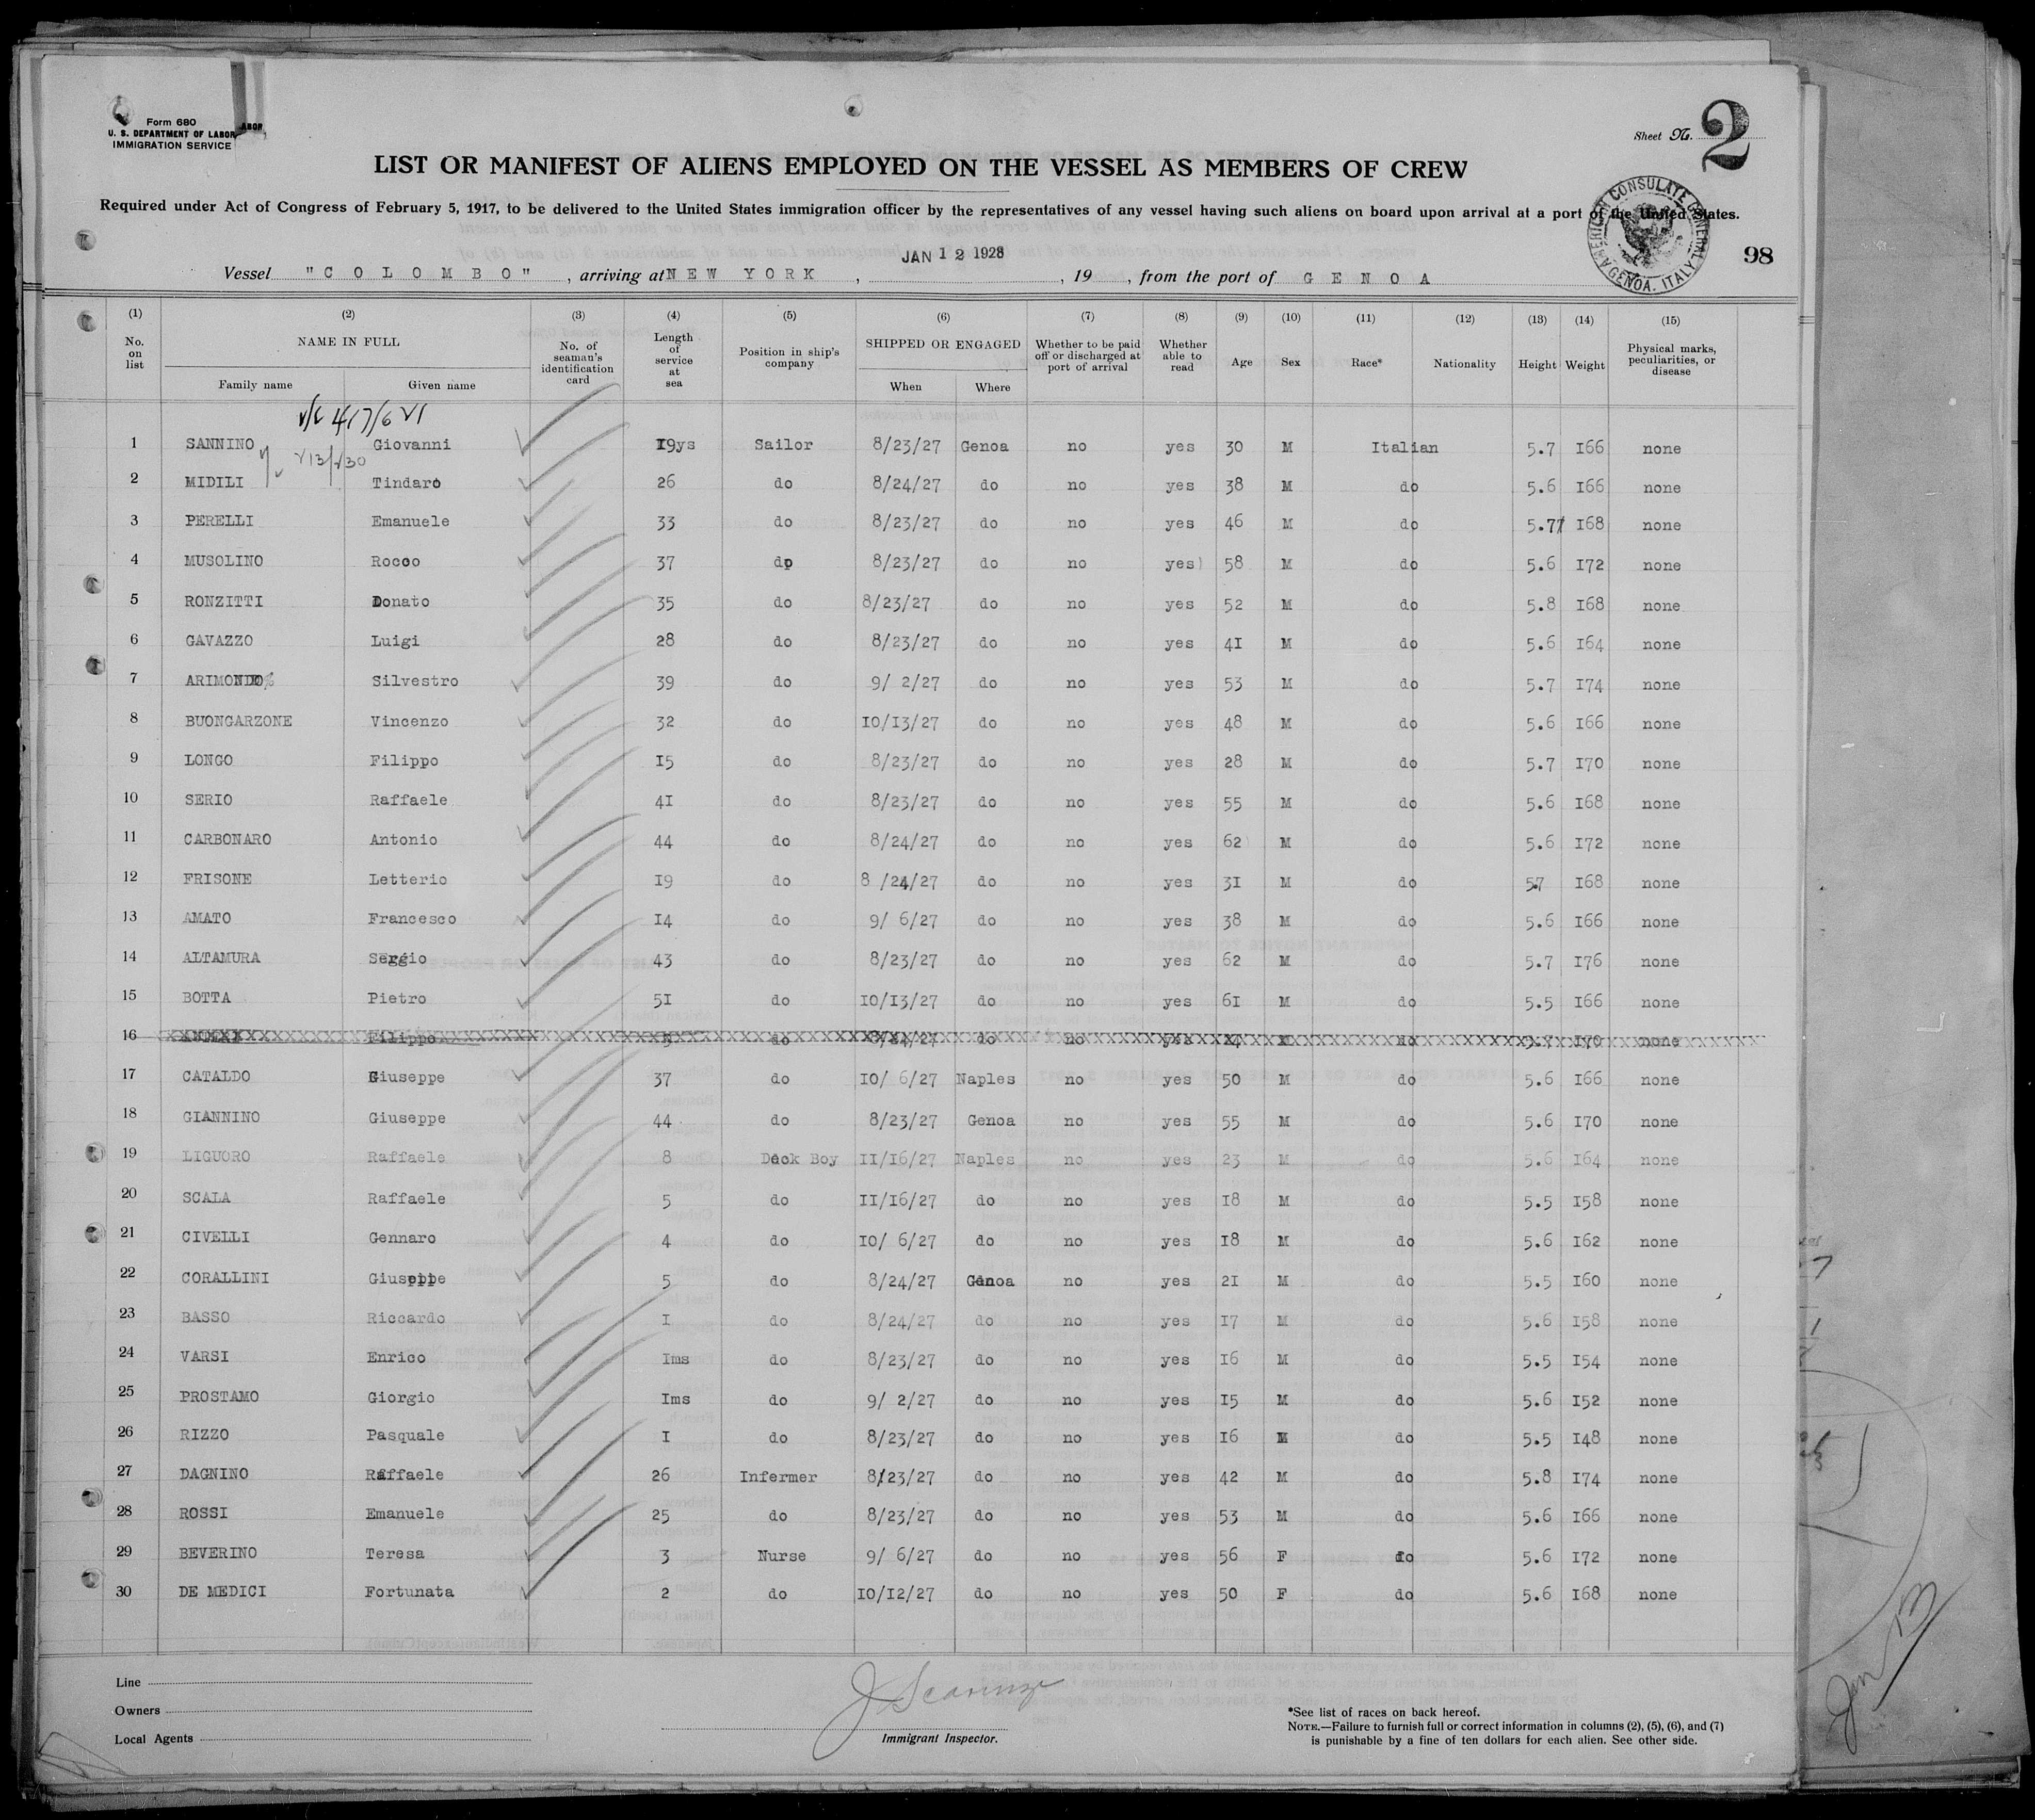 Form 680
U. S. DEPARTMENT OF LABOR
IMMIGRATION SERVICE
ABOR
Sheet No. 2
LIST OR MANIFEST OF ALIENS EMPLOYED ON THE VESSEL AS MEMBERS OF CREW
Required under Act of Congress of February 5, 1917, to be delivered to the United States immigration officer by the representatives of any vessel having such aliens on board upon arrival at a port of the United States.
AMERICAN CONSULATE GENERAL GENOA. ITALY
98
JAN 12 1928
Vessel "COLOMBO", arriving at NEW YORK, , 19 , from the port of GENOA
(1) (2) (3) (4) (5) (6) (7) (8) (9) (10) (11) (12) (13) (14) (15)
No. on list NAME IN FULL Family name Given name No. of seaman's identification card Length of service at sea Position in ship's company SHIPPED OR ENGAGED When Where Whether to be paid off or discharged at port of arrival Whether able to read Age Sex Race* Nationality Height Weight Physical marks, peculiarities, or disease
1 SANNINO Giovanni 19ys Sailor 8/23/27 Genoa no yes 30 M Italian 5.7 166 none
2 MIDILI Tindaro 26 do 8/24/27 do no yes 38 M do 5.6 166 none
3 PERELLI Emanuele 33 do 8/23/27 do no yes 46 M do 5.7 168 none
4 MUSOLINO Rocco 37 do 8/23/27 do no yes 58 M do 5.6 172 none
5 RONZITTI Donato 35 do 8/23/27 do no yes 52 M do 5.8 168 none
6 GAVAZZO Luigi 28 do 8/23/27 do no yes 41 M do 5.6 164 none
7 ARIMONDO Silvestro 39 do 9/ 2/27 do no yes 53 M do 5.7 174 none
8 BUONGARZONE Vincenzo 32 do 10/13/27 do no yes 48 M do 5.6 166 none
9 LONGO Filippo 15 do 8/23/27 do no yes 28 M do 5.7 170 none
10 SERIO Raffaele 41 do 8/23/27 do no yes 55 M do 5.6 168 none
11 CARBONARO Antonio 44 do 8/24/27 do no yes 62 M do 5.6 172 none
12 FRISONE Letterio 19 do 8 /24/27 do no yes 31 M do 5.7 168 none
13 AMATO Francesco 14 do 9/ 6/27 do no yes 38 M do 5.6 166 none
14 ALTAMURA Sergio 43 do 8/23/27 do no yes 62 M do 5.7 176 none
15 BOTTA Pietro 51 do 10/13/27 do no yes 61 M do 5.5 166 none
16 Filippo do do no yes do 5.7 170 none
17 CATALDO Giuseppe 37 do 10/ 6/27 Naples no yes 50 M do 5.6 166 none
18 GIANNINO Giuseppe 44 do 8/23/27 Genoa no yes 55 M do 5.6 170 none
19 LIGUORO Raffaele 8 Deck Boy 11/16/27 Naples no yes 23 M do 5.6 164 none
20 SCALA Raffaele 5 do 11/16/27 do no yes 18 M do 5.5 158 none
21 CIVELLI Gennaro 4 do 10/ 6/27 do no yes 18 M do 5.6 162 none
22 CORALLINI Giuseppe 5 do 8/24/27 Genoa no yes 21 M do 5.5 160 none
23 BASSO Riccardo 1 do 8/24/27 do no yes 17 M do 5.6 158 none
24 VARSI Enrico 1ms do 8/23/27 do no yes 16 M do 5.5 154 none
25 PROSTAMO Giorgio 1ms do 9/ 2/27 do no yes 15 M do 5.6 152 none
26 RIZZO Pasquale 1 do 8/23/27 do no yes 16 M do 5.5 148 none
27 DAGNINO Raffaele 26 Infermer 8/23/27 do no yes 42 M do 5.8 174 none
28 ROSSI Emanuele 25 do 8/23/27 do no yes 53 M do 5.6 166 none
29 BEVERINO Teresa 3 Nurse 9/ 6/27 do no yes 56 F do 5.6 172 none
30 DE MEDICI Fortunata 2 do 10/12/27 do no yes 50 F do 5.6 168 none
Line
Owners
Local Agents
Immigrant Inspector.
*See list of races on back hereof.
NOTE.—Failure to furnish full or correct information in columns (2), (5), (6), and (7)
is punishable by a fine of ten dollars for each alien. See other side.